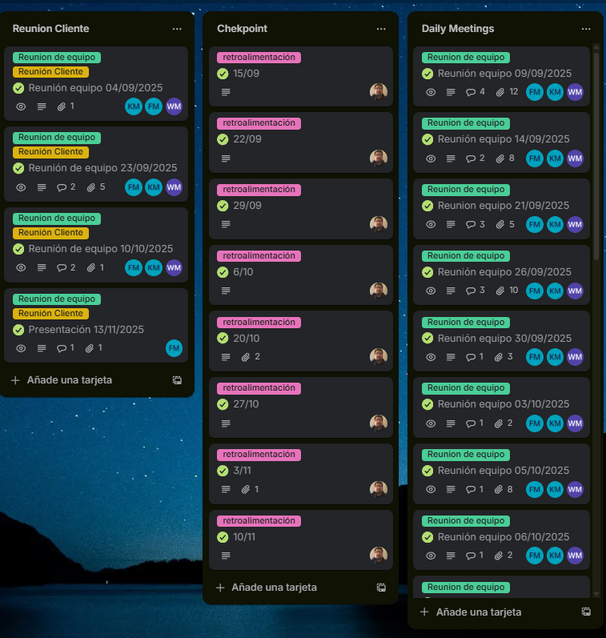 Reunion Cliente
Reunion de equipo
Reunión Cliente
Reunión equipo 04/09/2025
1
KM FM WM
Reunion de equipo
Reunión Cliente
Reunion de equipo 23/09/2025
2 5
FM KM WM
Reunion de equipo
Reunión Cliente
Reunión de equipo 10/10/2025
2 1
FM KM WM
Reunion de equipo
Reunión Cliente
Presentación 13/11/2025
1 1
FM
Añade una tarjeta
Chekpoint
retroalimentación
15/09
retroalimentación
22/09
retroalimentación
29/09
retroalimentación
6/10
retroalimentación
20/10
2
retroalimentación
27/10
retroalimentación
3/11
1
retroalimentación
10/11
Añade una tarjeta
Daily Meetings
Reunion de equipo
Reunión equipo 09/09/2025
4 12
FM KM WM
Reunion de equipo
Reunión equipo 14/09/2025
2 8
FM KM WM
Reunion de equipo
Reunión equipo 21/09/2025
3 5
FM KM WM
Reunion de equipo
Reunión equipo 26/09/2025
3 10
FM KM WM
Reunion de equipo
Reunión equipo 30/09/2025
1 3
FM KM WM
Reunion de equipo
Reunión equipo 03/10/2025
1 2
FM KM WM
Reunion de equipo
Reunión equipo 05/10/2025
1 8
FM KM WM
Reunion de equipo
Reunión equipo 06/10/2025
1 2
FM KM WM
Reunion de equipo
Añade una tarjeta